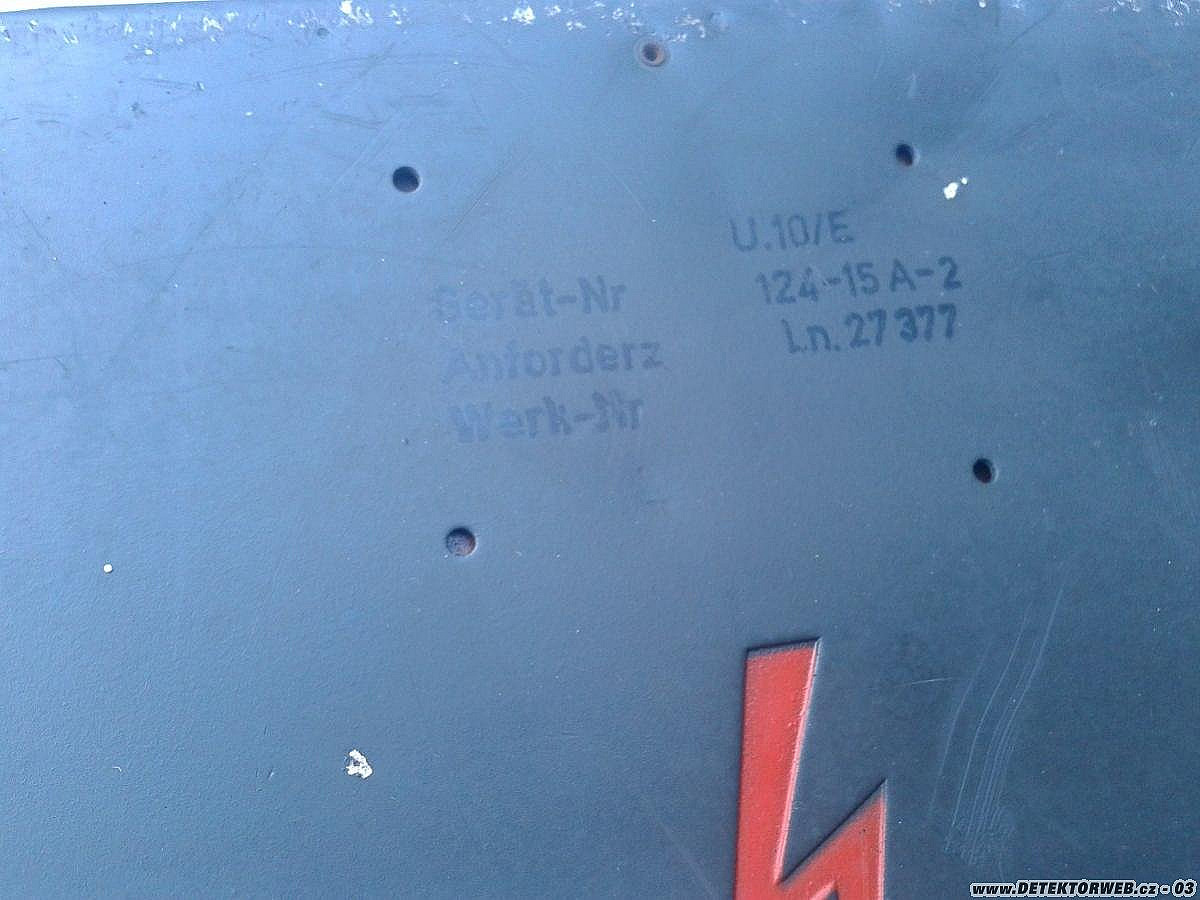 U.10/E
Gerät-Nr 124-15 A-2
Anforderz Ln. 27377
Werk-Nr
www.DETEKTORWEB.cz - 03